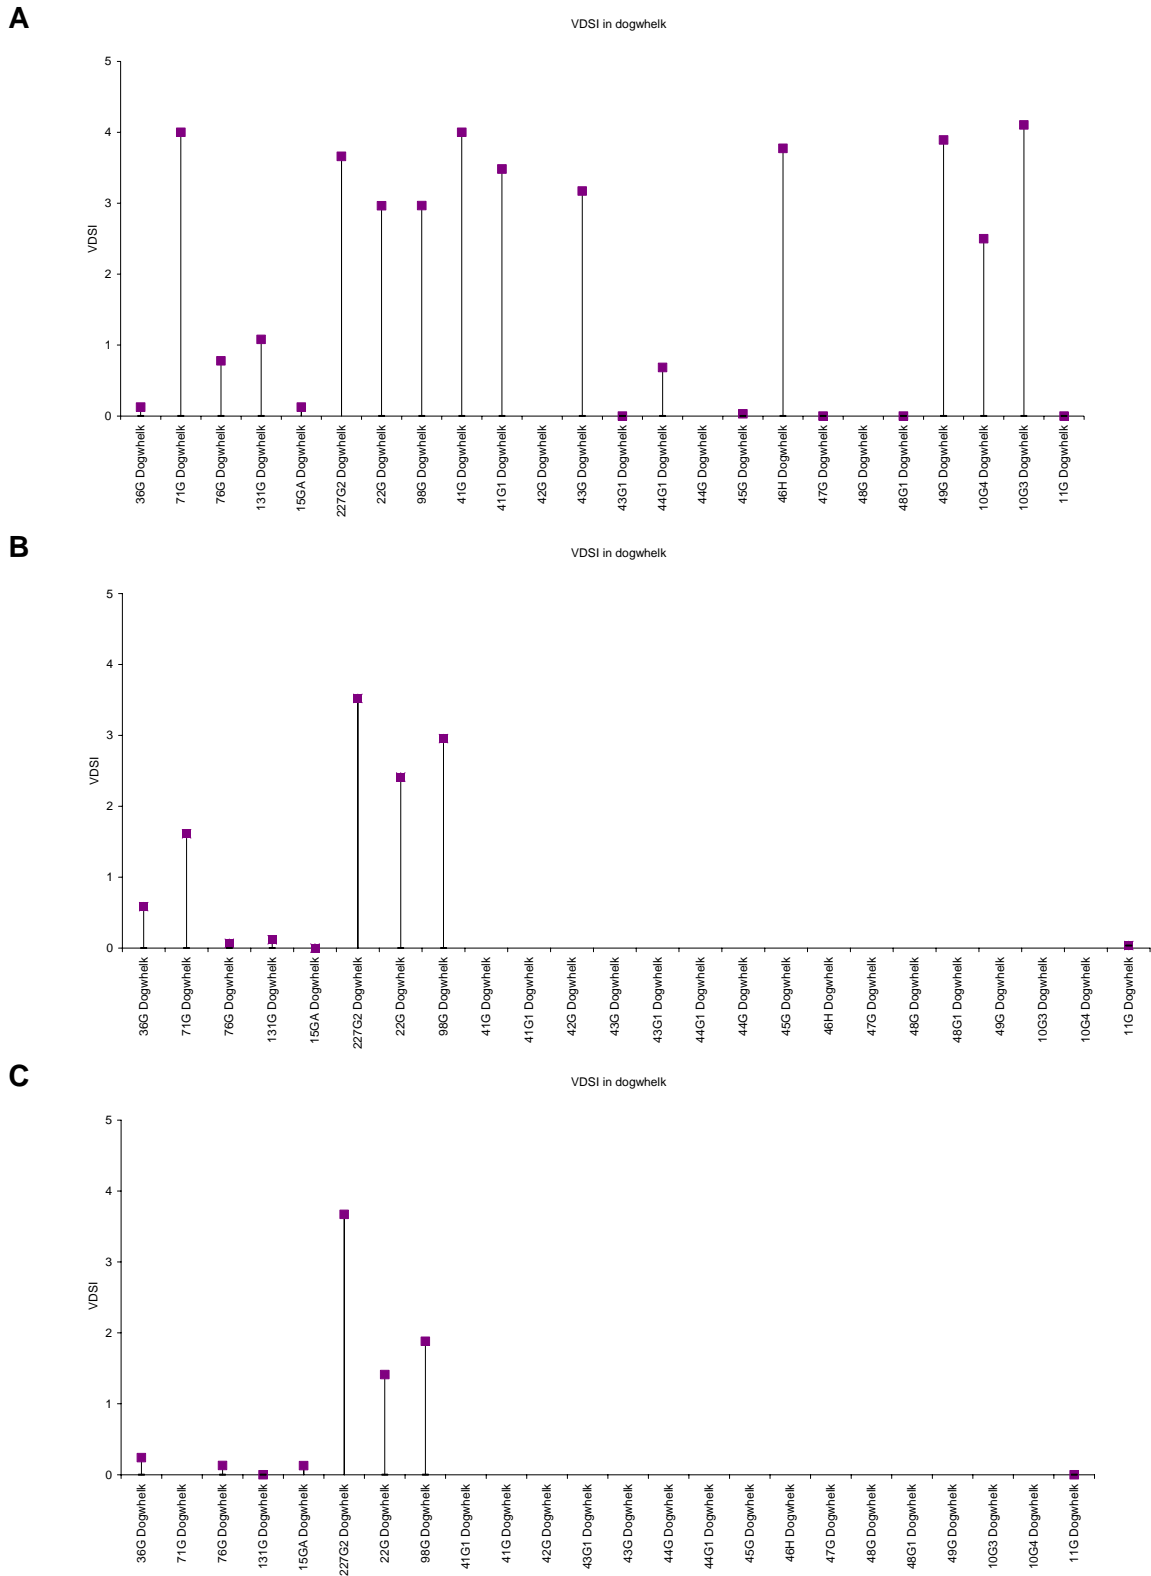 A
VDSI in dogwhelk
5
4
3
2
1
0
VDSI
36G Dogwhelk
71G Dogwhelk
76G Dogwhelk
131G Dogwhelk
15GA Dogwhelk
227G2 Dogwhelk
22G Dogwhelk
98G Dogwhelk
41G Dogwhelk
41G1 Dogwhelk
42G Dogwhelk
43G Dogwhelk
43G1 Dogwhelk
44G1 Dogwhelk
44G Dogwhelk
45G Dogwhelk
46H Dogwhelk
47G Dogwhelk
48G Dogwhelk
48G1 Dogwhelk
49G Dogwhelk
10G4 Dogwhelk
10G3 Dogwhelk
11G Dogwhelk
B
VDSI in dogwhelk
5
4
3
2
1
0
VDSI
36G Dogwhelk
71G Dogwhelk
76G Dogwhelk
131G Dogwhelk
15GA Dogwhelk
227G2 Dogwhelk
22G Dogwhelk
98G Dogwhelk
41G Dogwhelk
41G1 Dogwhelk
42G Dogwhelk
43G Dogwhelk
43G1 Dogwhelk
44G1 Dogwhelk
44G Dogwhelk
45G Dogwhelk
46H Dogwhelk
47G Dogwhelk
48G Dogwhelk
48G1 Dogwhelk
49G Dogwhelk
10G3 Dogwhelk
10G4 Dogwhelk
11G Dogwhelk
C
VDSI in dogwhelk
5
4
3
2
1
0
VDSI
36G Dogwhelk
71G Dogwhelk
76G Dogwhelk
131G Dogwhelk
15GA Dogwhelk
227G2 Dogwhelk
22G Dogwhelk
98G Dogwhelk
41G1 Dogwhelk
41G Dogwhelk
42G Dogwhelk
43G1 Dogwhelk
43G Dogwhelk
44G Dogwhelk
44G1 Dogwhelk
45G Dogwhelk
46H Dogwhelk
47G Dogwhelk
48G Dogwhelk
48G1 Dogwhelk
49G Dogwhelk
10G3 Dogwhelk
10G4 Dogwhelk
11G Dogwhelk